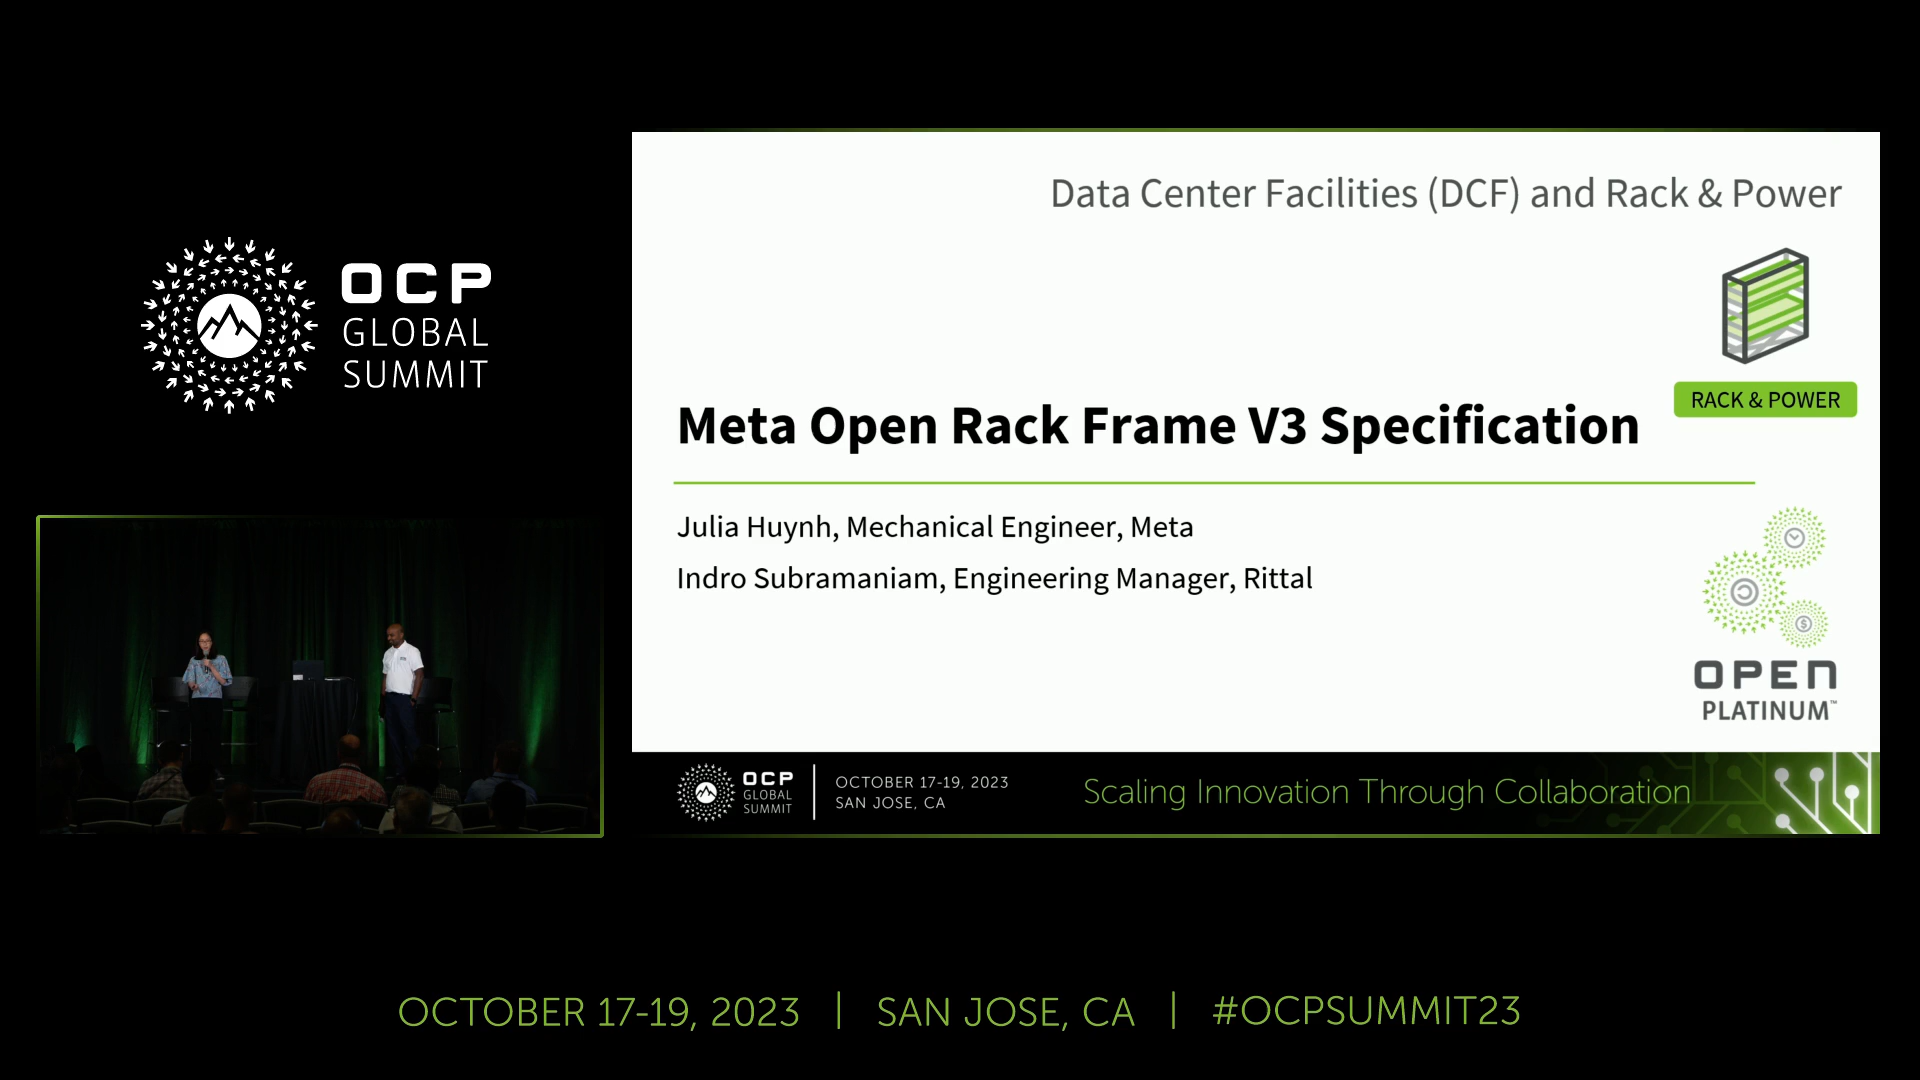 OCP
GLOBAL
SUMMIT
Data Center Facilities (DCF) and Rack & Power
RACK & POWER
Meta Open Rack Frame V3 Specification
Julia Huynh, Mechanical Engineer, Meta
Indro Subramaniam, Engineering Manager, Rittal
$
OPEN
PLATINUM™
OCP
GLOBAL
SUMMIT
OCTOBER 17-19, 2023
SAN JOSE, CA
Scaling Innovation Through Collaboration
OCTOBER 17-19, 2023 | SAN JOSE, CA | #OCPSUMMIT23